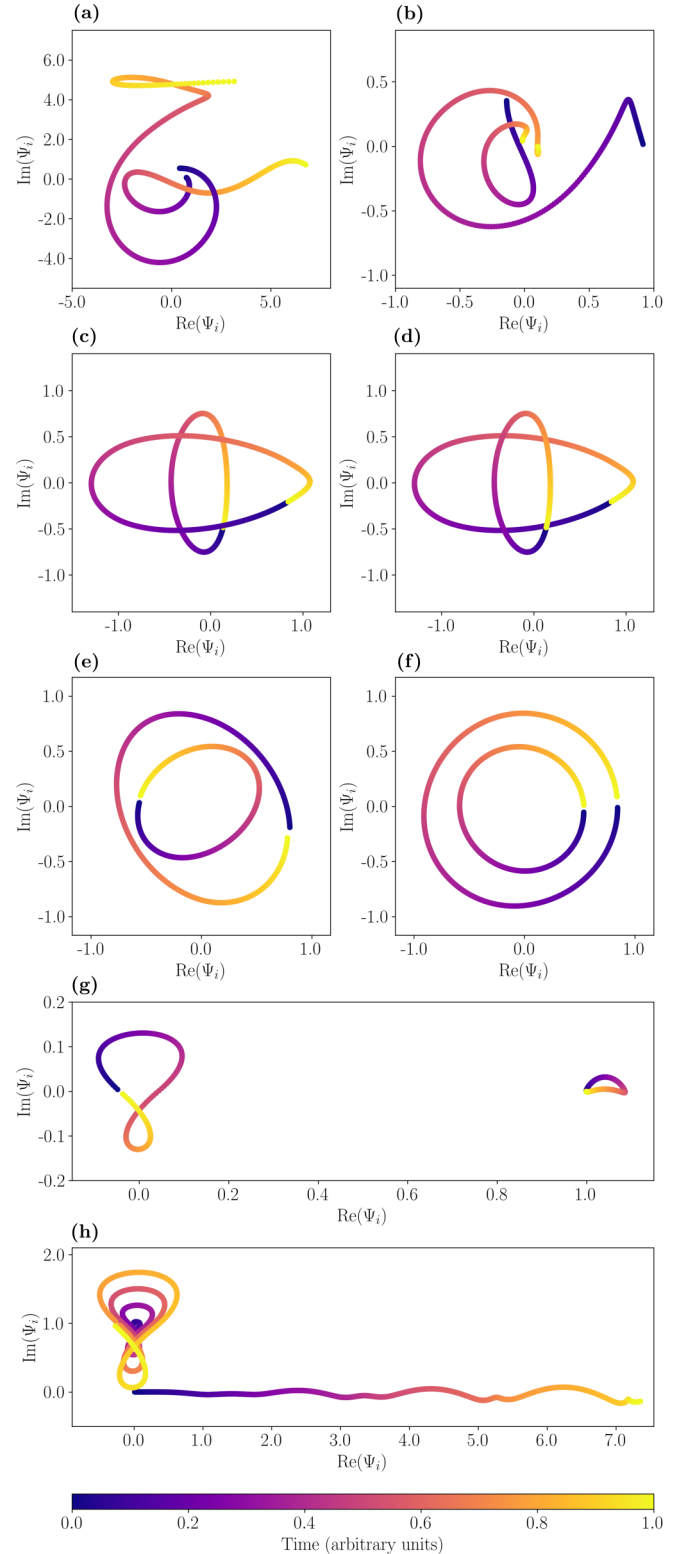 (a) (b)
6.0
4.0
2.0
0.0
-2.0
-4.0
Im(Ψi)
-5.0 0.0 5.0
Re(Ψi)
0.5
0.0
-0.5
-1.0
Im(Ψi)
-1.0 -0.5 0.0 0.5 1.0
Re(Ψi)
(c) (d)
1.0
0.5
0.0
-0.5
-1.0
Im(Ψi)
-1.0 0.0 1.0
Re(Ψi)
1.0
0.5
0.0
-0.5
-1.0
Im(Ψi)
-1.0 0.0 1.0
Re(Ψi)
(e) (f)
1.0
0.5
0.0
-0.5
-1.0
Im(Ψi)
-1.0 0.0 1.0
Re(Ψi)
1.0
0.5
0.0
-0.5
-1.0
Im(Ψi)
-1.0 0.0 1.0
Re(Ψi)
(g)
0.2
0.1
0.0
-0.1
-0.2
Im(Ψi)
0.0 0.2 0.4 0.6 0.8 1.0
Re(Ψi)
(h)
2.0
1.0
0.0
Im(Ψi)
0.0 1.0 2.0 3.0 4.0 5.0 6.0 7.0
Re(Ψi)
0.0 0.2 0.4 0.6 0.8 1.0
Time (arbitrary units)